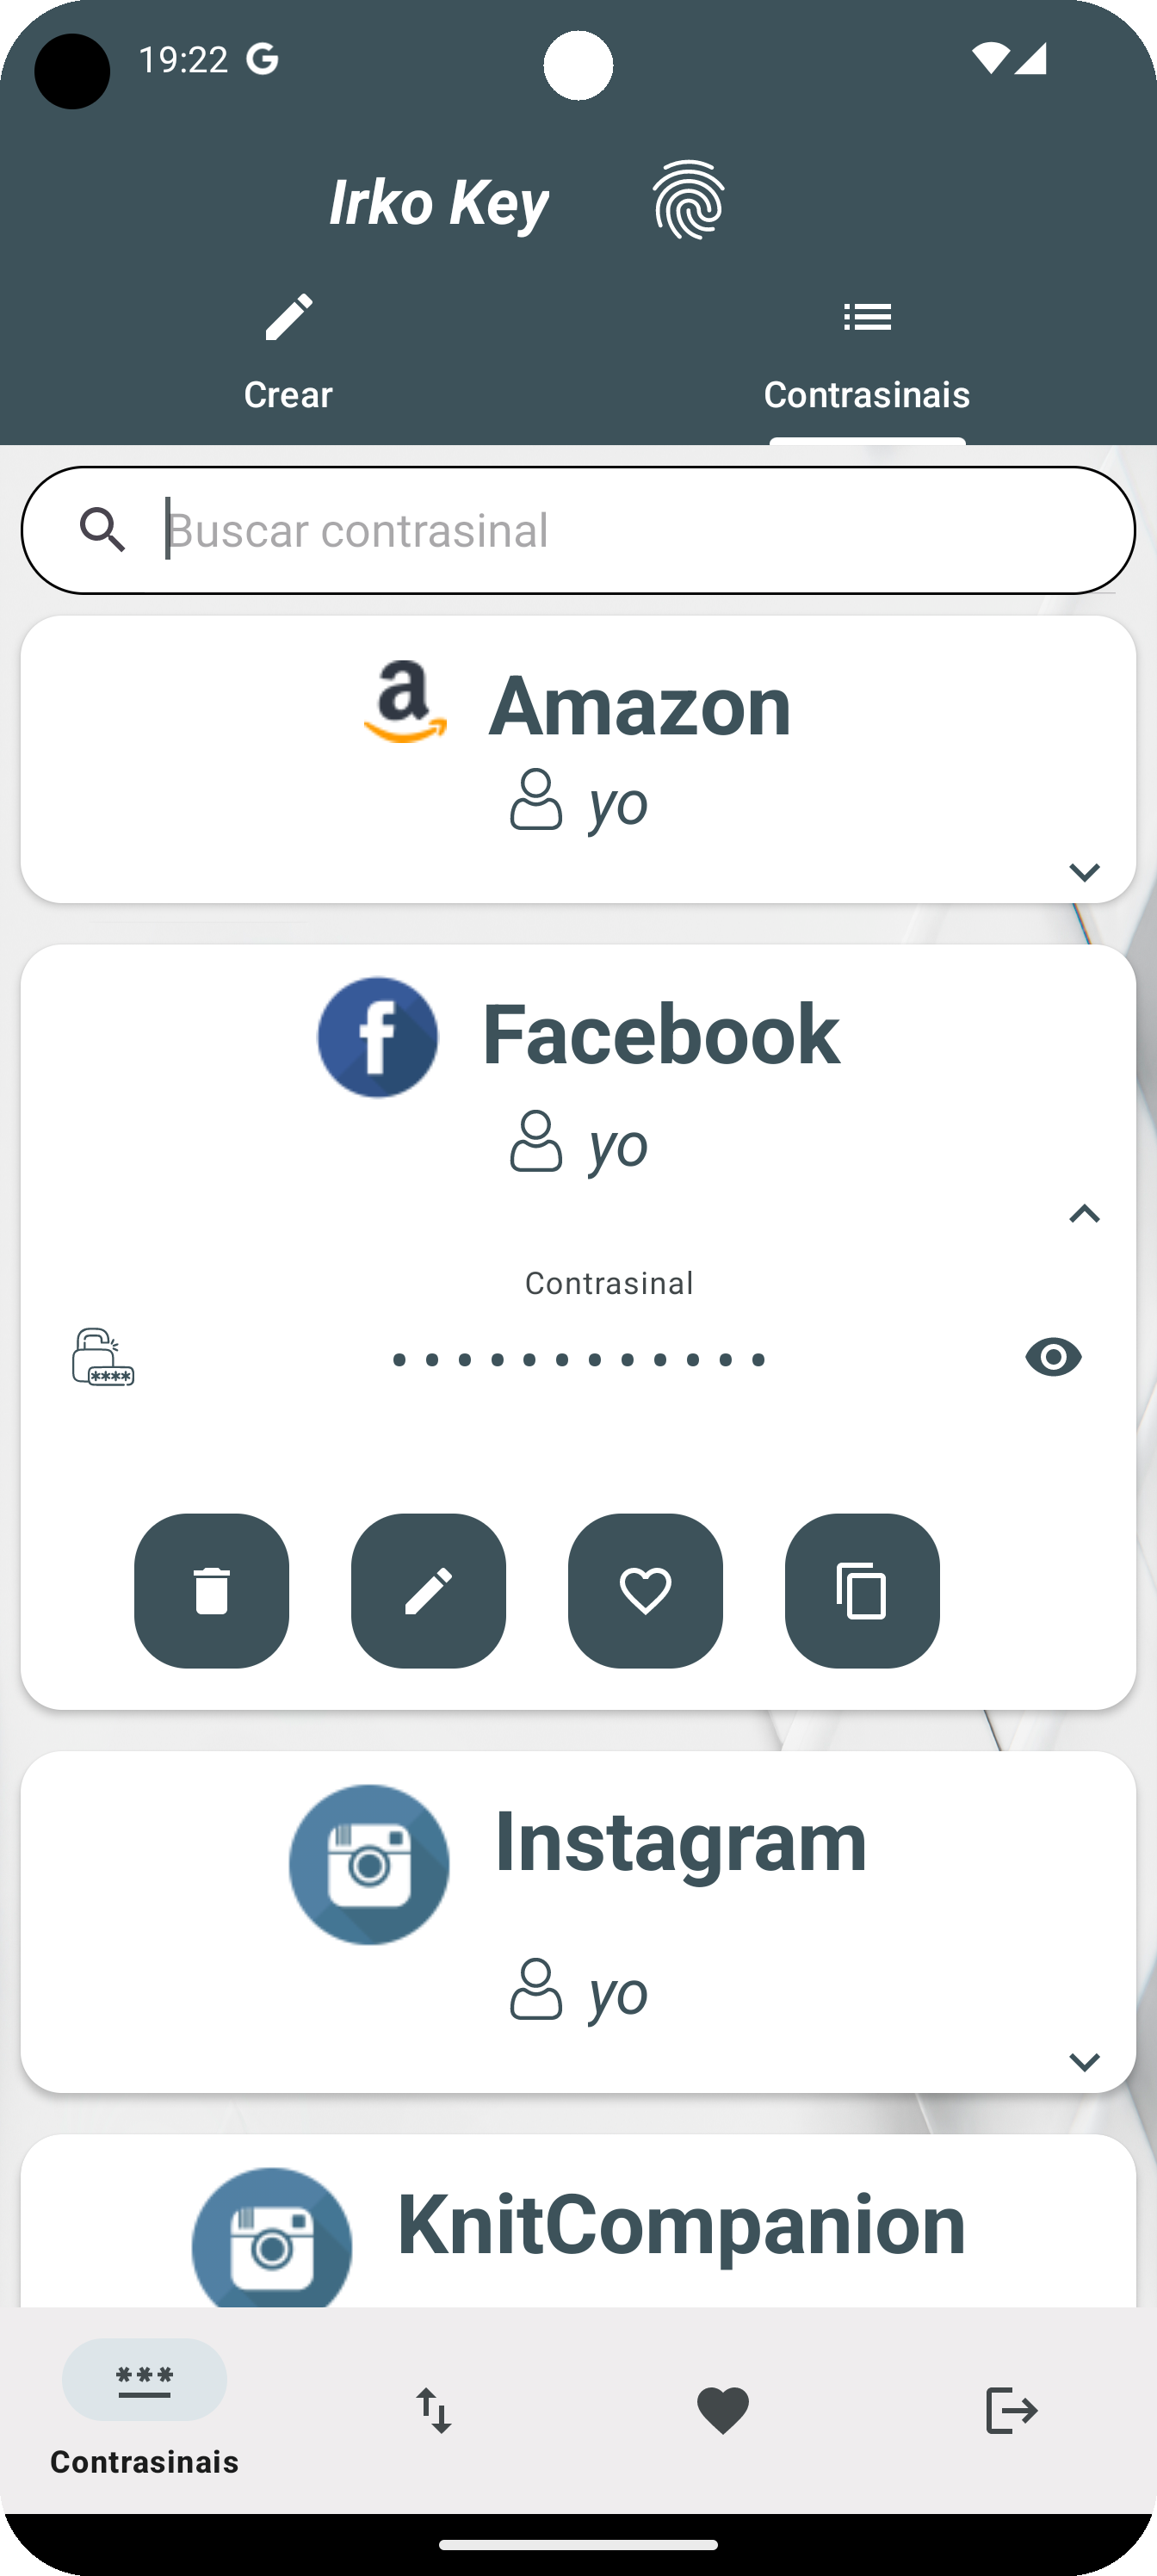 19:22
Irko Key
Crear
Contrasinais
Buscar contrasinal
Amazon
yo
Facebook
yo
Contrasinal
••••••••••••
Instagram
yo
KnitCompanion
Contrasinais